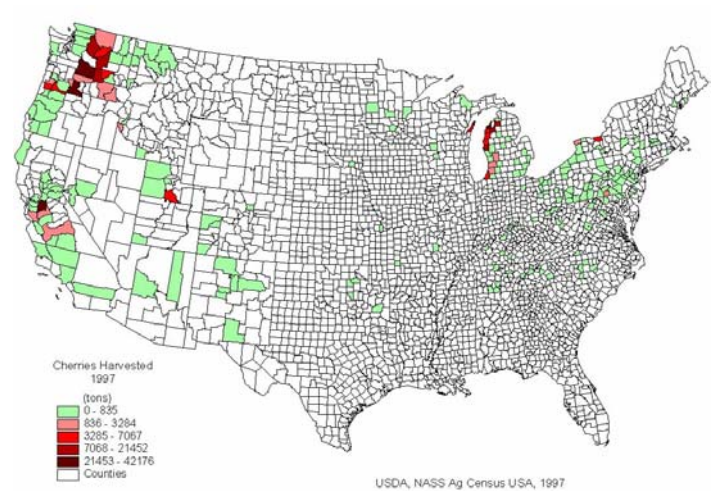 Cherries Harvested
1997
(tons)
0 - 835
836 - 3284
3285 - 7067
7068 - 21452
21453 - 42176
Counties
USDA, NASS Ag Census USA, 1997